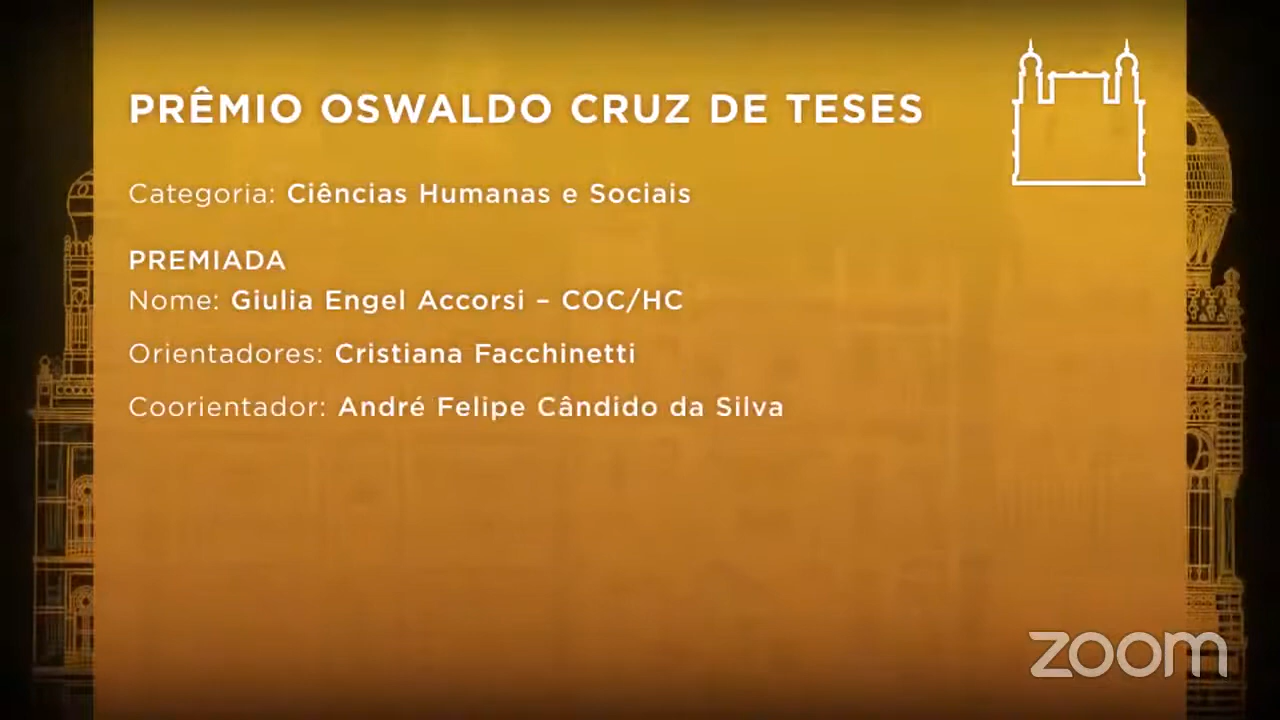 PRÊMIO OSWALDO CRUZ DE TESES
Categoria: Ciências Humanas e Sociais
PREMIADA
Nome: Giulia Engel Accorsi – COC/HC
Orientadores: Cristiana Facchinetti
Coorientador: André Felipe Cândido da Silva
zoom